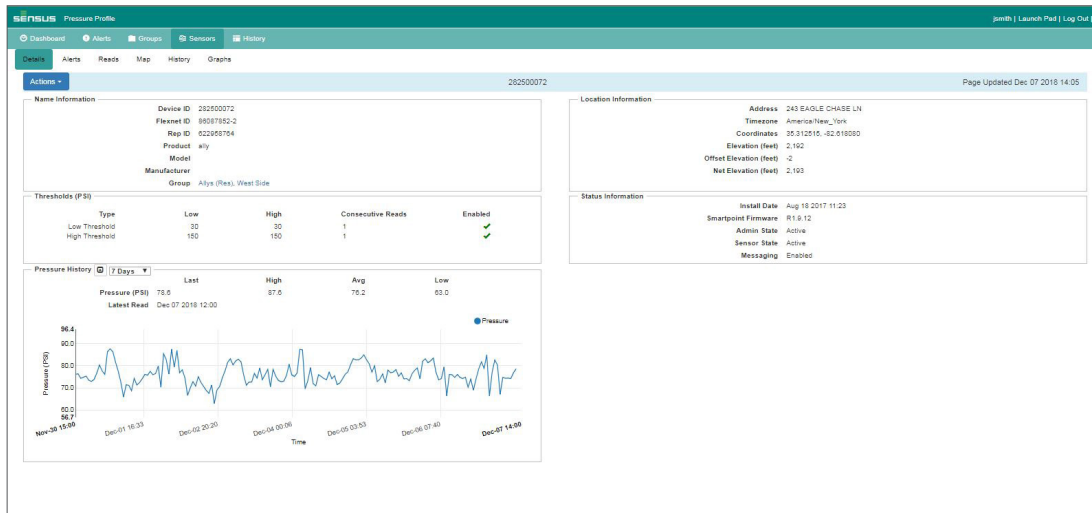 sensus Pressure Profile
jsmith | Launch Pad | Log Out |
Dashboard Alerts Groups Sensors History
Details Alerts Reads Map History Graphs
Actions 282500072 Page Updated Dec 07 2018 14:05
Name Information
Device ID 282500072
Flexnet ID 86087852-2
Rep ID 622968764
Product ally
Model
Manufacturer
Group Allys (Res), West Side
Location Information
Address 243 EAGLE CHASE LN
Timezone America/New_York
Coordinates 35.312515, -82.618080
Elevation (feet) 2,192
Offset Elevation (feet) -2
Net Elevation (feet) 2,193
Thresholds (PSI)
Type Low High Consecutive Reads Enabled
Low Threshold 30 30 1
High Threshold 150 150 1
Status Information
Install Date Aug 18 2017 11:23
Smartpoint Firmware R1.9.12
Admin State Active
Sensor State Active
Messaging Enabled
Pressure History 7 Days
Last High Avg Low
Pressure (PSI) 78.6 87.6 76.2 63.0
Latest Read Dec 07 2018 12:00
Pressure
Pressure (PSI)
96.4
90.0
80.0
70.0
60.0
56.7
Nov-30 15:00 Dec-01 16:33 Dec-02 20:20 Dec-04 00:06 Dec-05 03:53 Dec-06 07:40 Dec-07 14:00
Time